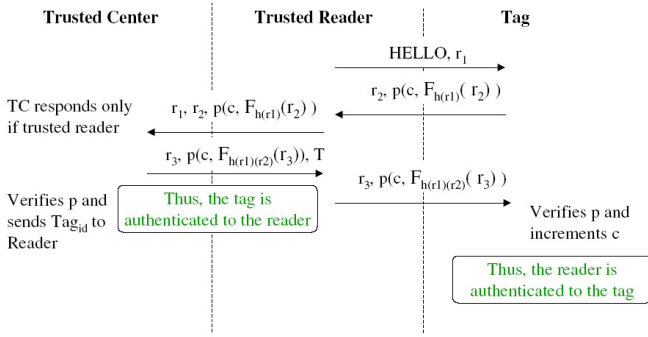 Trusted Center
Trusted Reader
Tag
HELLO, r1
r2, p(c, Fh(r1)( r2) )
TC responds only
if trusted reader
r1, r2, p(c, Fh(r1)(r2) )
r3, p(c, Fh(r1)(r2)(r3)), T
r3, p(c, Fh(r1)(r2)( r3) )
Verifies p and
sends Tagid to
Reader
Thus, the tag is
authenticated to the reader
Verifies p and
increments c
Thus, the reader is
authenticated to the tag